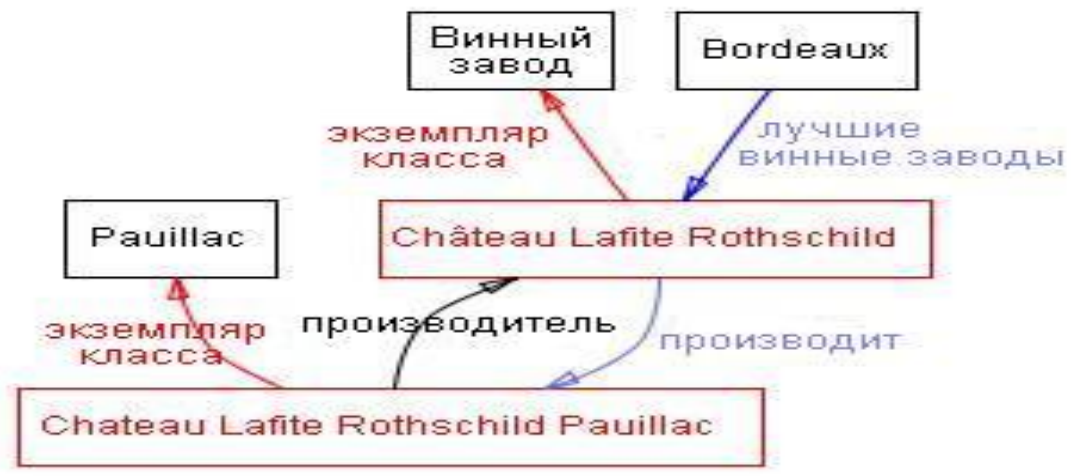 Винный
завод
Bordeaux
экземпляр
класса
лучшие
винные заводы
Pauillac
Château Lafite Rothschild
экземпляр
класса
производитель
производит
Chateau Lafite Rothschild Pauillac